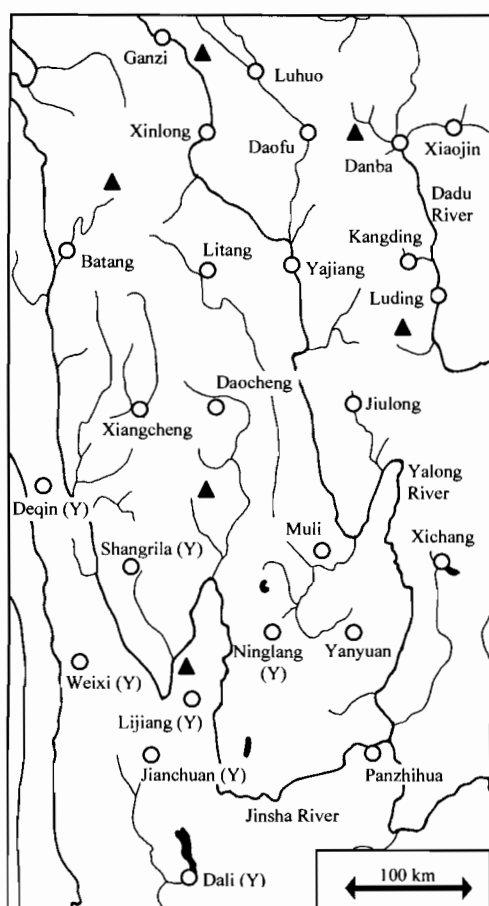 Ganzi
Luhuo
Xinlong
Daofu
Danba
Xiaojin
Dadu
River
Batang
Litang
Yajiang
Kangding
Luding
Daocheng
Xiangcheng
Jiulong
Yalong
River
Deqin (Y)
Shangrila (Y)
Muli
Xichang
Weixi (Y)
Ninglang
(Y)
Yanyuan
Lijiang (Y)
Jianchuan (Y)
Panzhihua
Jinsha River
Dali (Y)
100 km